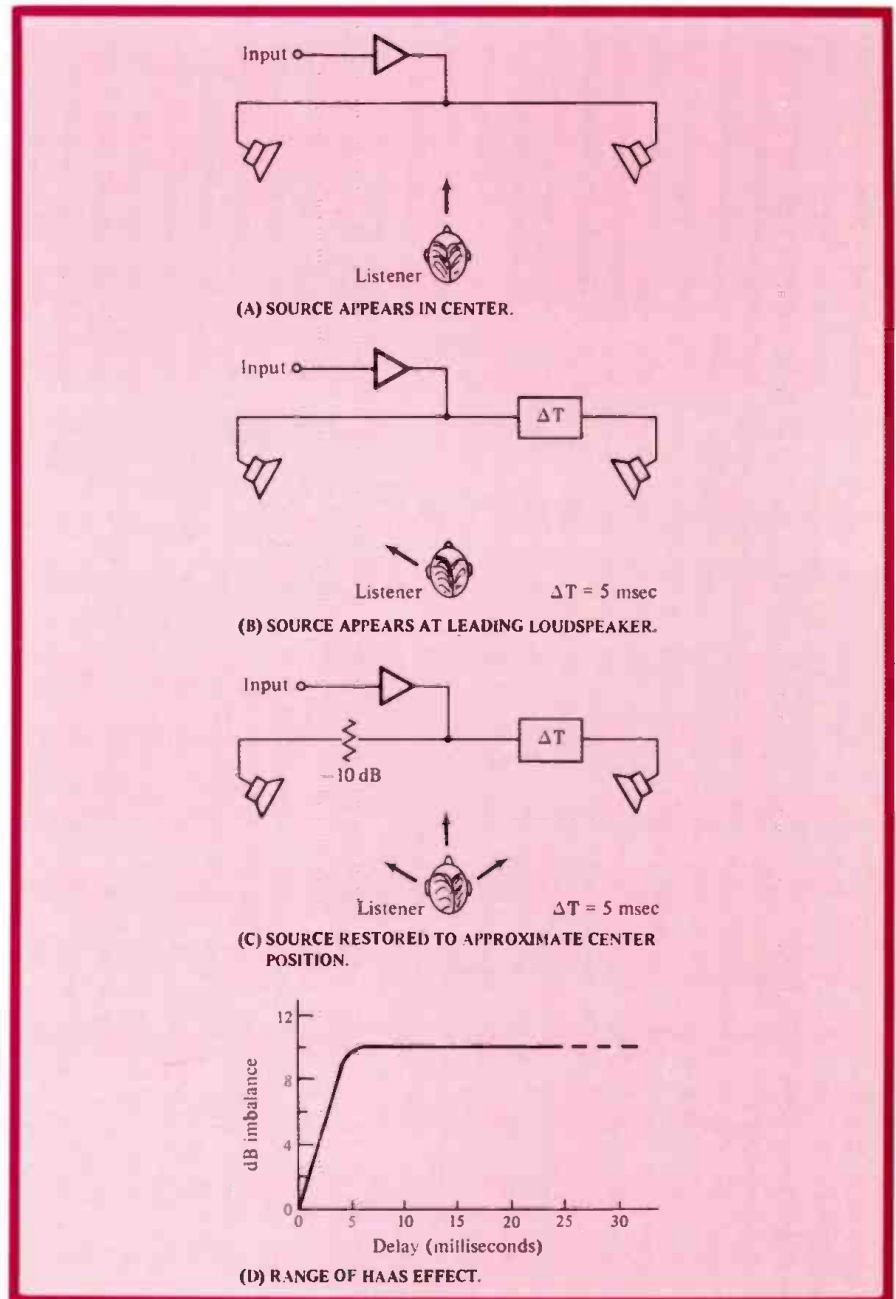 Input
Listener
(A) SOURCE APPEARS IN CENTER.
Input
ΔT
Listener
ΔT = 5 msec
(B) SOURCE APPEARS AT LEADING LOUDSPEAKER.
Input
ΔT
−10 dB
Listener
ΔT = 5 msec
(C) SOURCE RESTORED TO APPROXIMATE CENTER
POSITION.
12
8
4
0
dB imbalance
0 5 10 15 20 25 30
Delay (milliseconds)
(D) RANGE OF HAAS EFFECT.